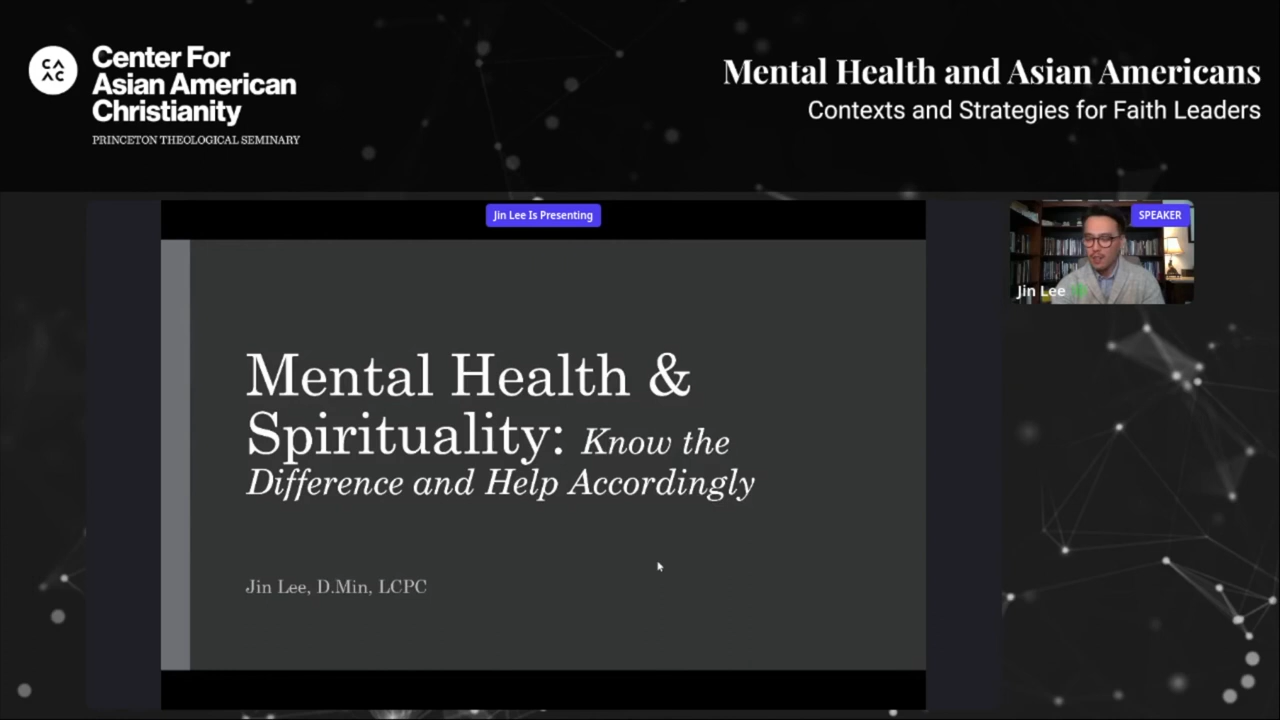 CA
AC
Center For
Asian American
Christianity
PRINCETON THEOLOGICAL SEMINARY
Mental Health and Asian Americans
Contexts and Strategies for Faith Leaders
Jin Lee Is Presenting
SPEAKER
Jin Lee
Mental Health &
Spirituality: Know the
Difference and Help Accordingly
Jin Lee, D.Min, LCPC